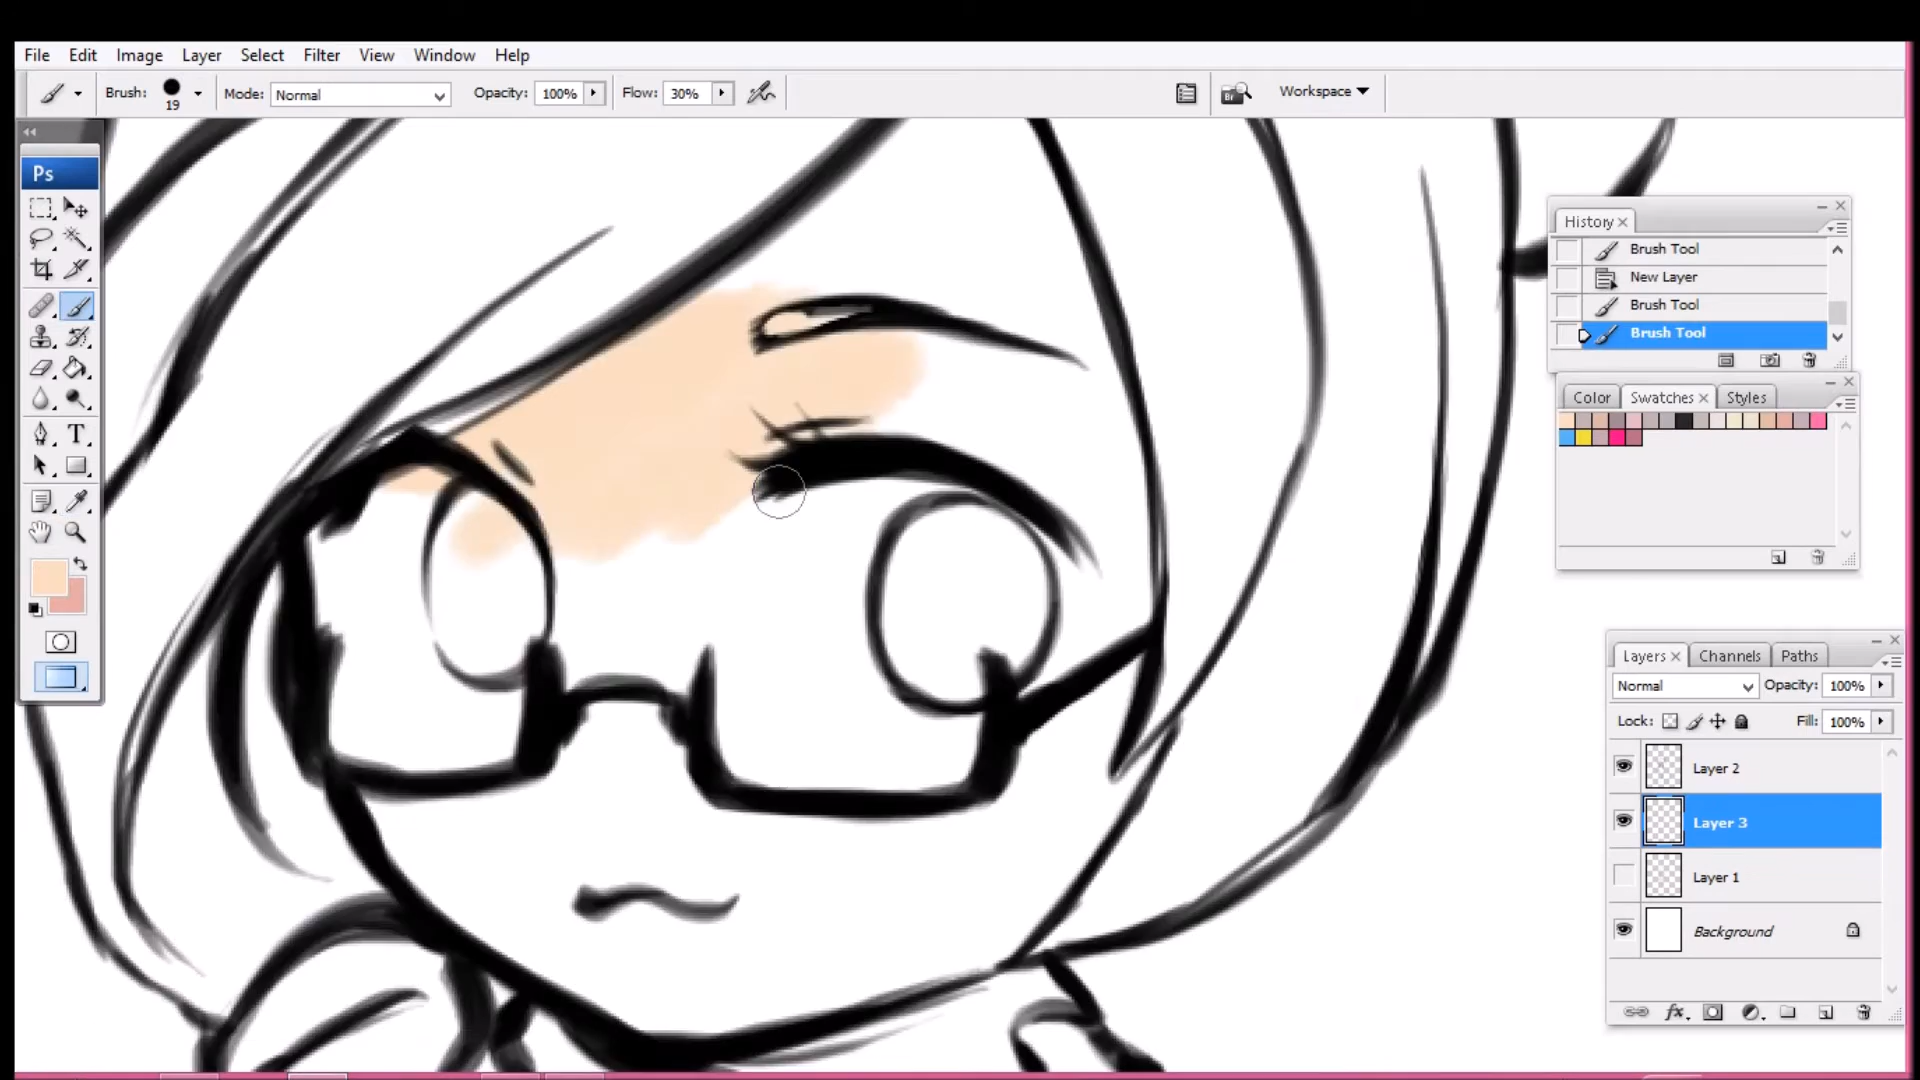 File Edit Image Layer Select Filter View Window Help
Brush: 19 Mode: Normal Opacity: 100% Flow: 30% Br Workspace
Ps
History
Brush Tool
New Layer
Brush Tool
Brush Tool
Color Swatches Styles
Layers Channels Paths
Normal Opacity: 100%
Lock: Fill: 100%
Layer 2
Layer 3
Layer 1
Background
fx
T